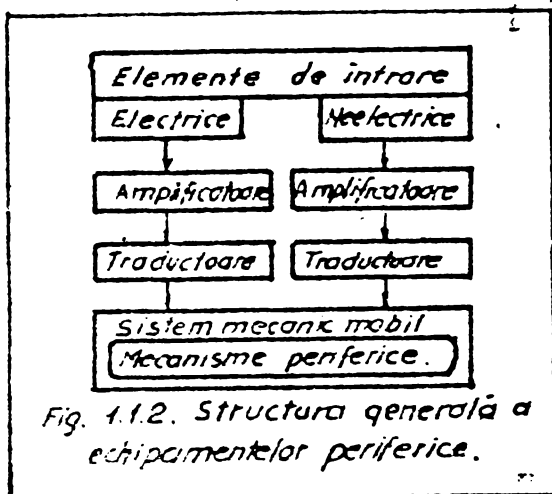 Elemente de intrare
Electrice Neelectrice
Amplificatoare Amplificatoare
Traductoare Traductoare
Sistem mecanic mobil
Mecanisme periferice.
Fig. 1.1.2. Structura generală a
echipamentelor periferice.